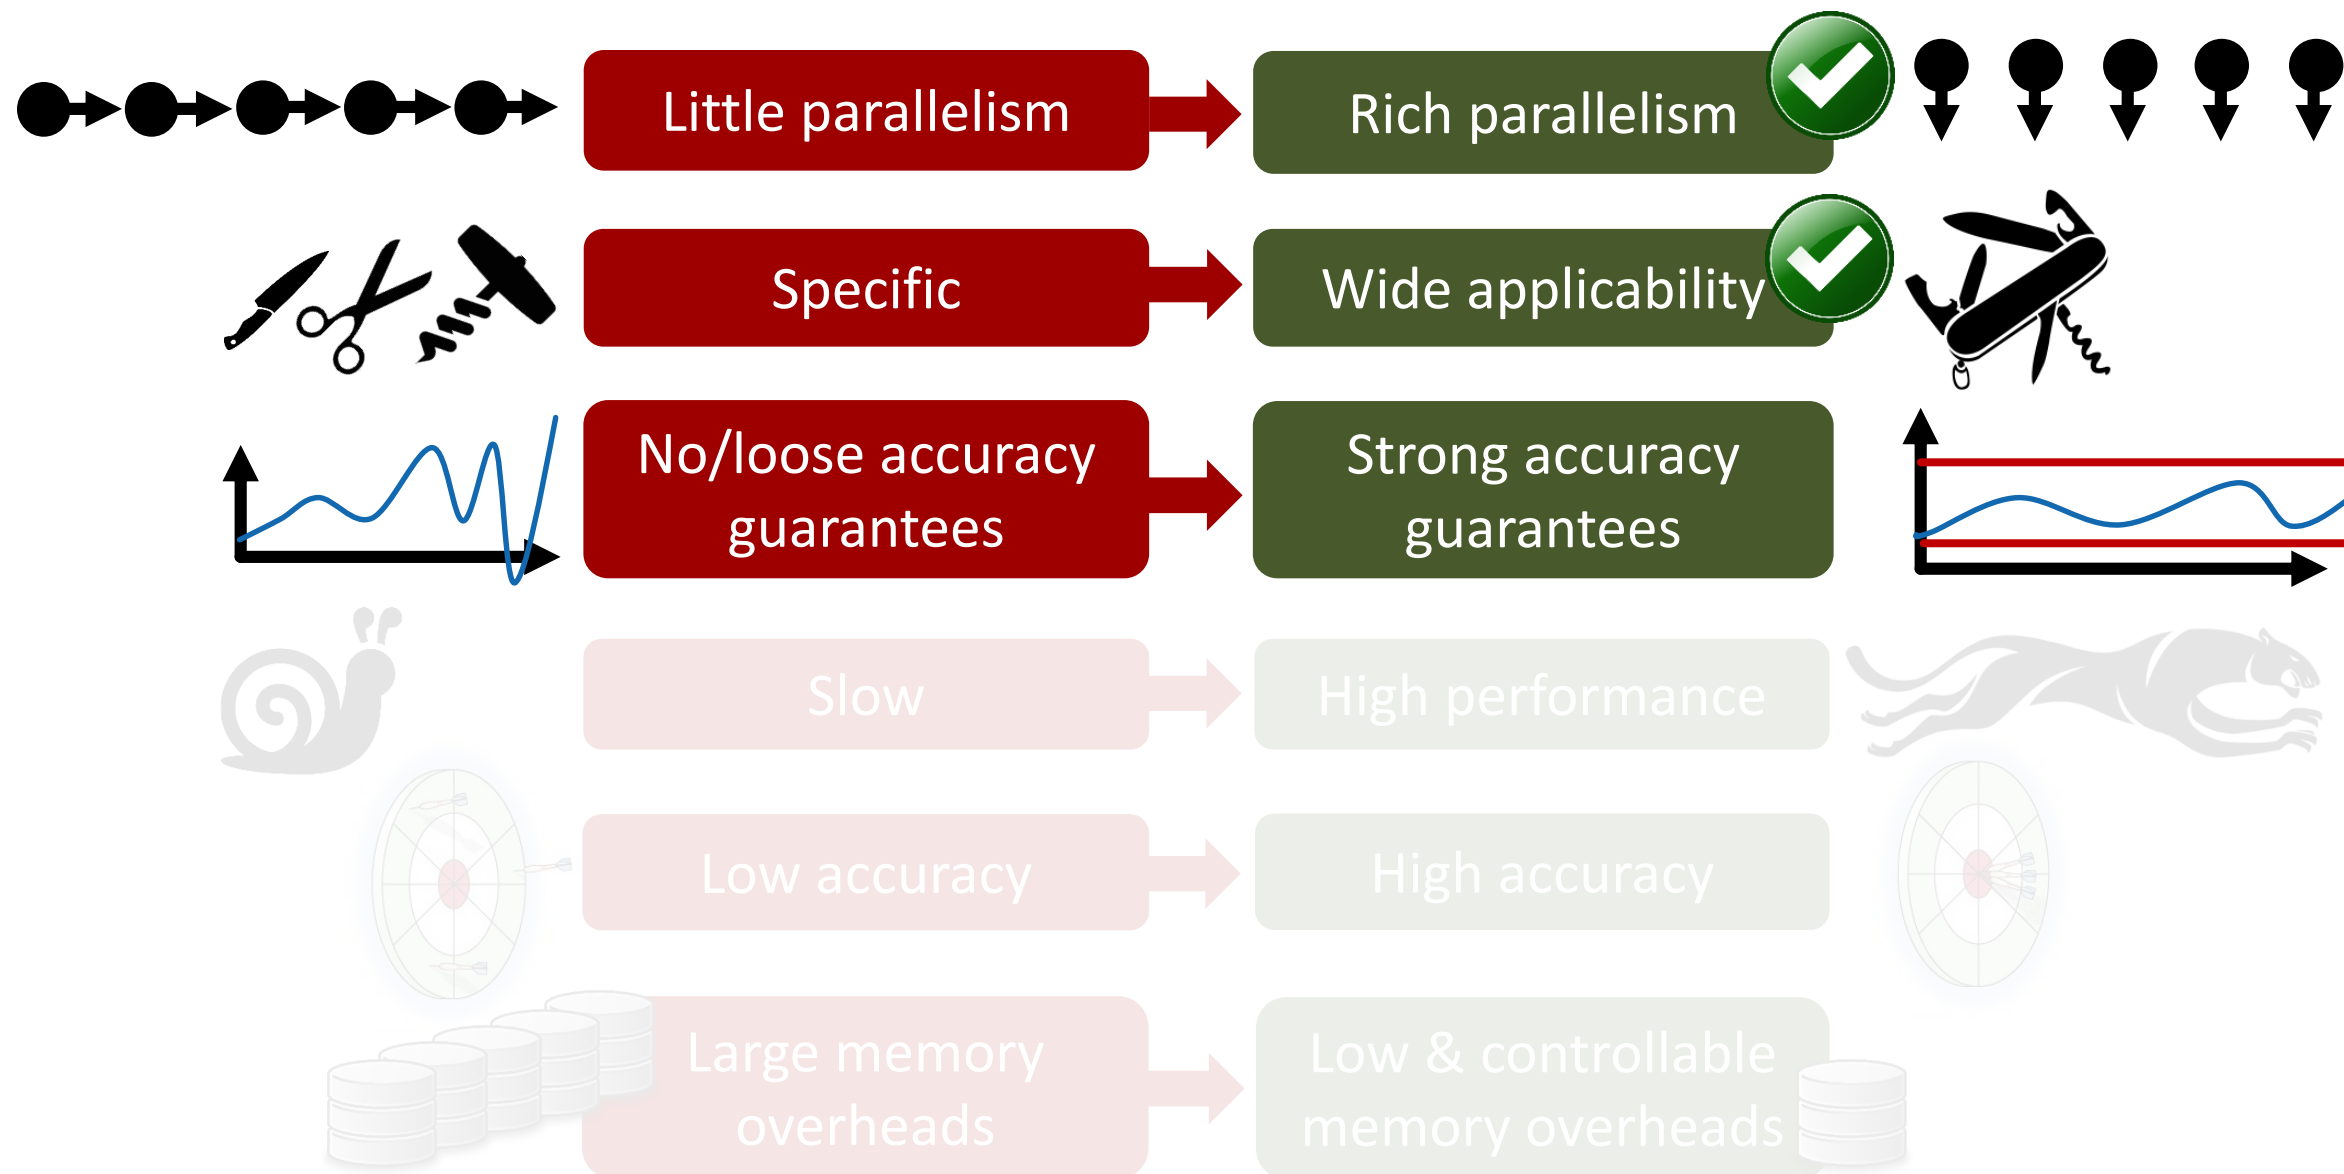 Little parallelism
Rich parallelism
Specific
Wide applicability
No/loose accuracy
guarantees
Strong accuracy
guarantees
Slow
High performance
Low accuracy
High accuracy
Large memory
overheads
Low & controllable
memory overheads